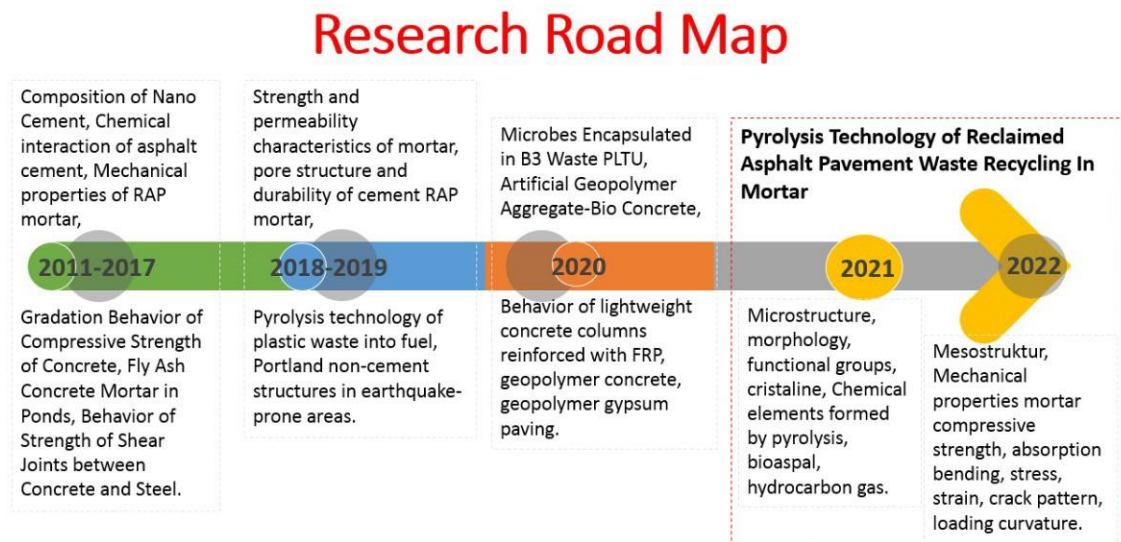 Research Road Map
Composition of Nano
Cement, Chemical
interaction of asphalt
cement, Mechanical
properties of RAP
mortar,
Strength and
permeability
characteristics of mortar,
pore structure and
durability of cement RAP
mortar,
Microbes Encapsulated
in B3 Waste PLTU,
Artificial Geopolymer
Aggregate-Bio Concrete,
Pyrolysis Technology of Reclaimed
Asphalt Pavement Waste Recycling In
Mortar
2011-2017
2018-2019
2020
2021
2022
Gradation Behavior of
Compressive Strength
of Concrete, Fly Ash
Concrete Mortar in
Ponds, Behavior of
Strength of Shear
Joints between
Concrete and Steel.
Pyrolysis technology of
plastic waste into fuel,
Portland non-cement
structures in earthquake-
prone areas.
Behavior of lightweight
concrete columns
reinforced with FRP,
geopolymer concrete,
geopolymer gypsum
paving.
Microstructure,
morphology,
functional groups,
cristaline, Chemical
elements formed
by pyrolysis,
bioaspal,
hydrocarbon gas.
Mesostruktur,
Mechanical
properties mortar
compressive
strength, absorption
bending, stress,
strain, crack pattern,
loading curvature.